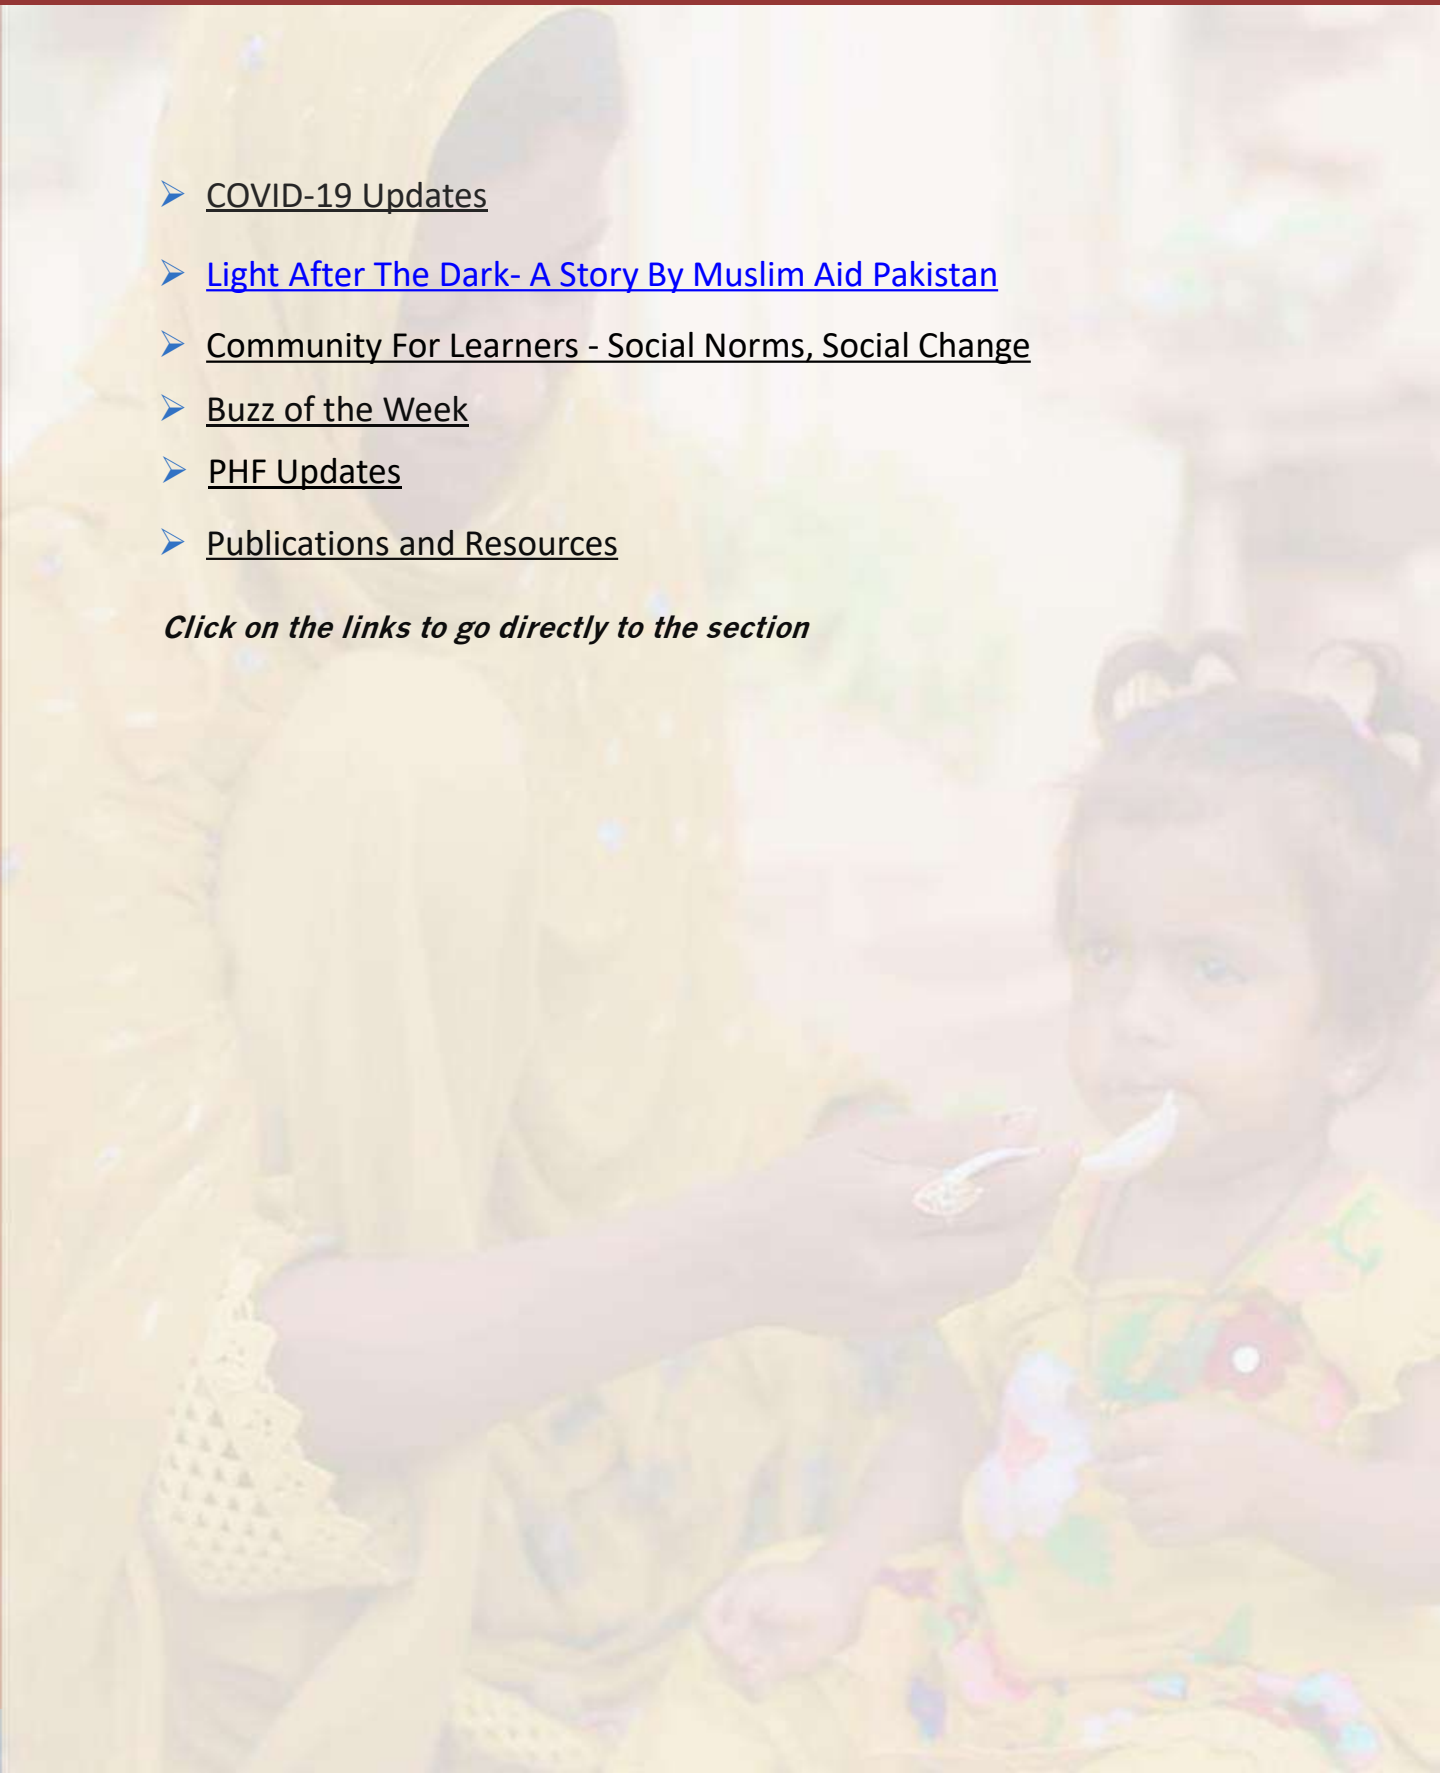 ➢ COVID-19 Updates
➢ Light After The Dark- A Story By Muslim Aid Pakistan
➢ Community For Learners - Social Norms, Social Change
➢ Buzz of the Week
➢ PHF Updates
➢ Publications and Resources
Click on the links to go directly to the section